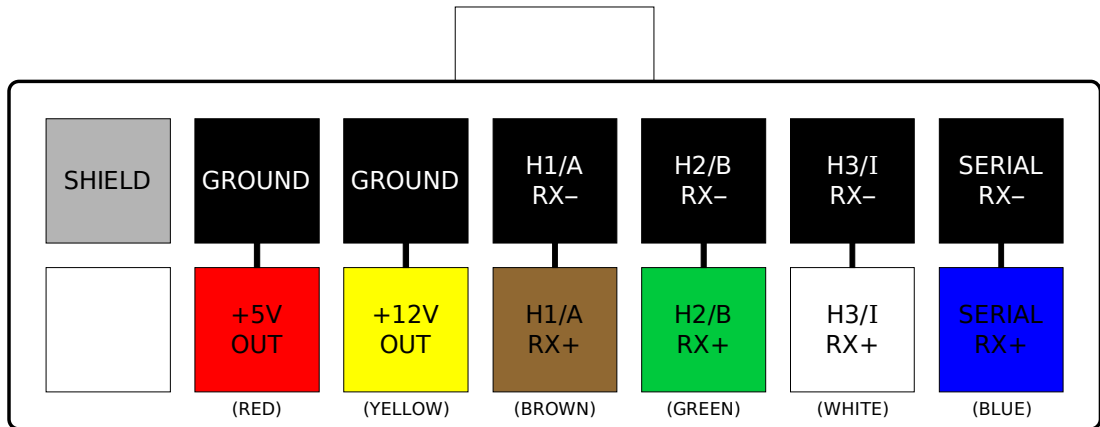 SHIELD
GROUND
GROUND
H1/A
RX–
H2/B
RX–
H3/I
RX–
SERIAL
RX–
+5V
OUT
+12V
OUT
H1/A
RX+
H2/B
RX+
H3/I
RX+
SERIAL
RX+
(RED)
(YELLOW)
(BROWN)
(GREEN)
(WHITE)
(BLUE)